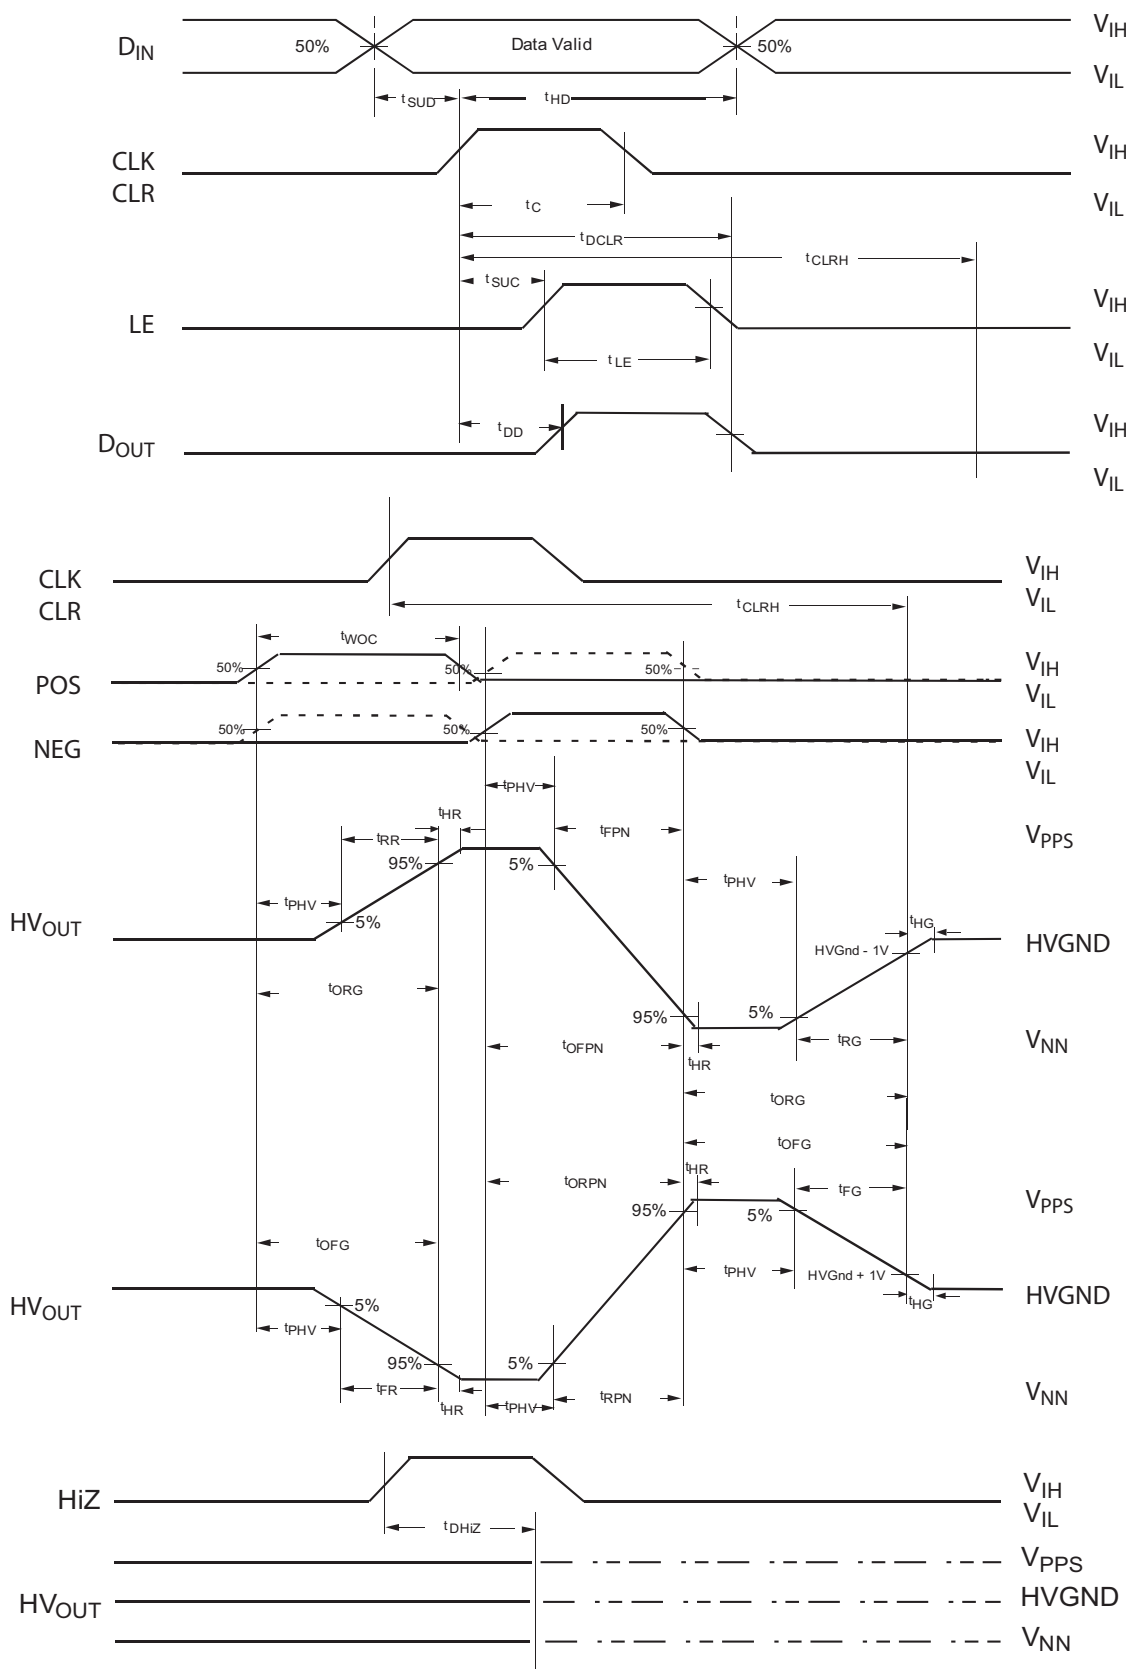 DIN 50% Data Valid 50% VIH
VIL
tSUD tHD
CLK VIH
CLR VIL
tC
tDCLR
tCLRH
tSUC
LE VIH
VIL
tLE
DOUT tDD VIH
VIL
CLK VIH
CLR tCLRH VIL
tWOC
POS 50% 50% 50% VIH
VIL
NEG 50% 50% 50% VIH
VIL
tPHV
tHR
tRR tFPN VPPS
95% 5%
tPHV tPHV
HVOUT 5% tHG
HVGnd - 1V HVGND
tORG
95% 5%
tOFPN tHR tRG VNN
tORG
tOFG
tORPN tHR tFG VPPS
95% 5%
tOFG
tPHV HVGnd + 1V
HVOUT 5% tHG HVGND
tPHV
95% 5%
tFR tHR tPHV tRPN VNN
HiZ VIH
VIL
tDHiZ
VPPS
HVOUT HVGND
VNN